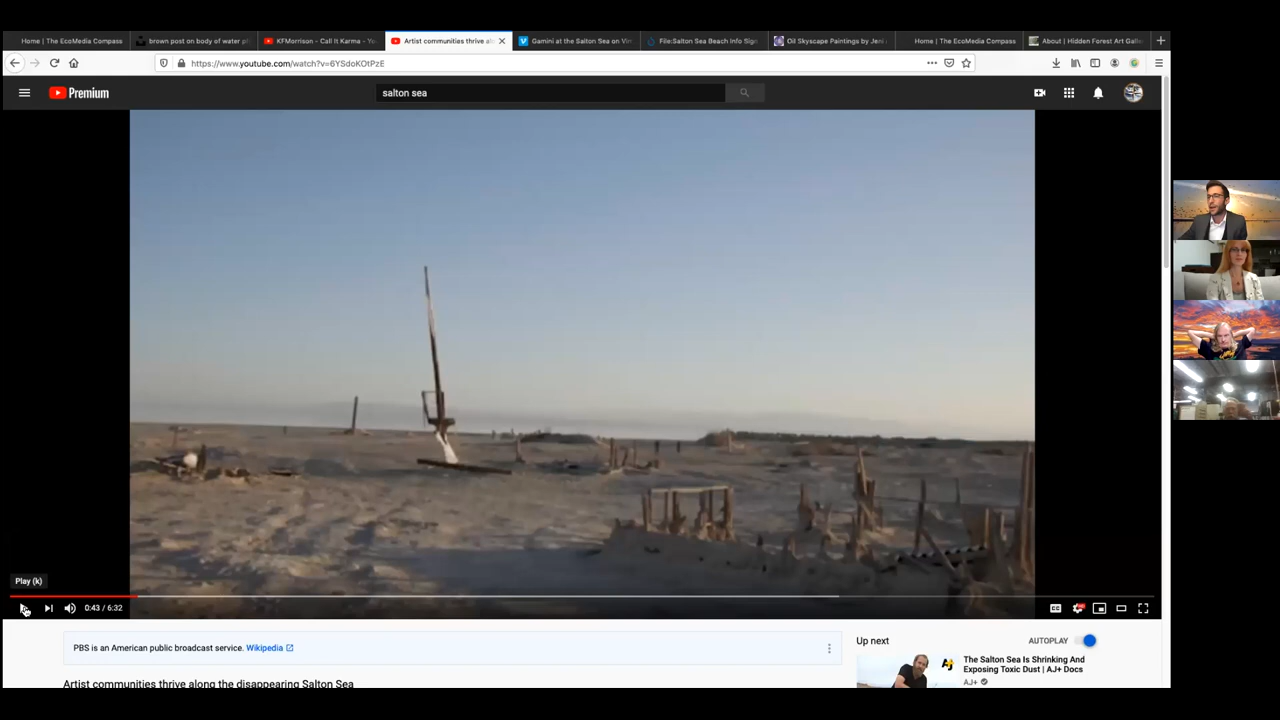 Home | The EcoMedia Compass
brown post on body of water p
KFMorrison - Call It Karma - Yo
Artist communities thrive al
Gamini at the Salton Sea on Vi
File:Salton Sea Beach Info Sig
Oil Skyscape Paintings by Jeni
Home | The EcoMedia Compass
About | Hidden Forest Art Galle
https://www.youtube.com/watch?v=6YSdoKOtPzE
Premium
salton sea
Play (k)
0:43 / 6:32
CC
PBS is an American public broadcast service. Wikipedia
Up next
AUTOPLAY
The Salton Sea Is Shrinking And
Exposing Toxic Dust | AJ+ Docs
AJ+
Artist communities thrive along the disappearing Salton Sea